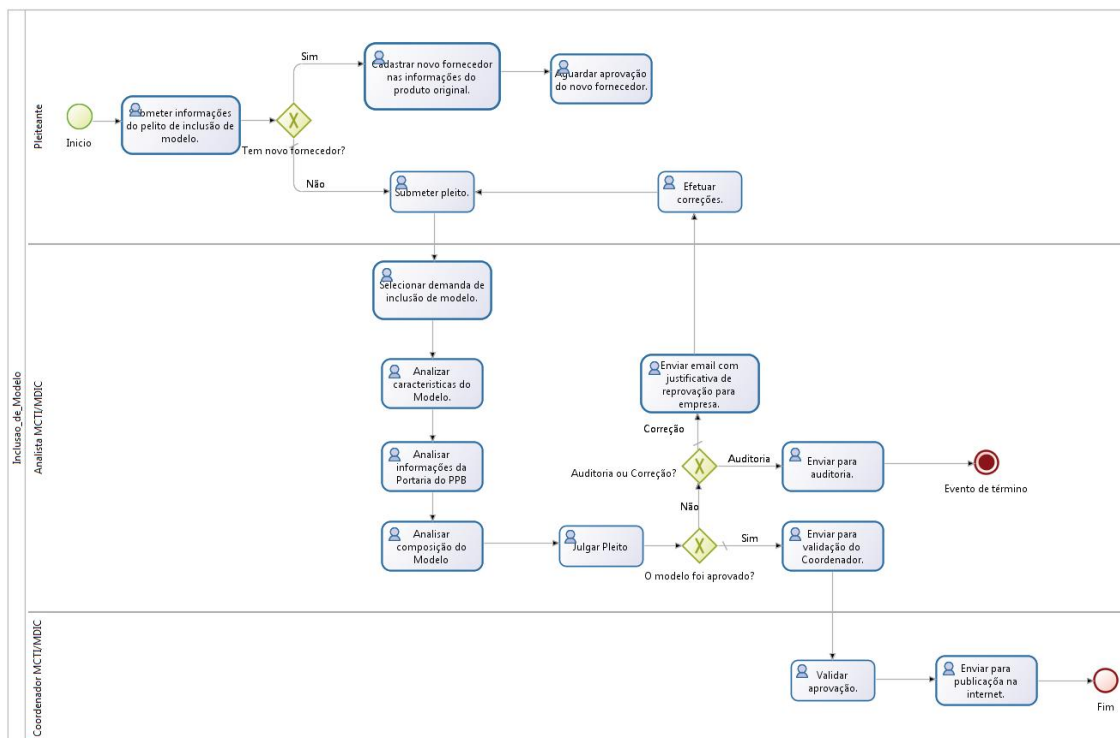 Inclusao_de_Modelo
Pleiteante
Inicio
Submeter informações
do pelito de inclusão de
modelo.
Tem novo fornecedor?
Sim
Cadastrar novo fornecedor
nas informações do
produto original.
Aguardar aprovação
do novo fornecedor.
Não
Submeter pleito.
Efetuar
correções.
Analista MCTI/MDIC
Selecionar demanda de
inclusão de modelo.
Analizar
caracteristicas do
Modelo.
Analisar
informações da
Portaria do PPB
Analisar
composição do
Modelo
Julgar Pleito
O modelo foi aprovado?
Não
Sim
Auditoria ou Correção?
Correção
Enviar email com
justificativa de
reprovação para
empresa.
Auditoria
Enviar para
auditoria.
Evento de término
Enviar para
validação do
Coordenador.
Coordenador MCTI/MDIC
Validar
aprovação.
Enviar para
publicaçõa na
internet.
Fim